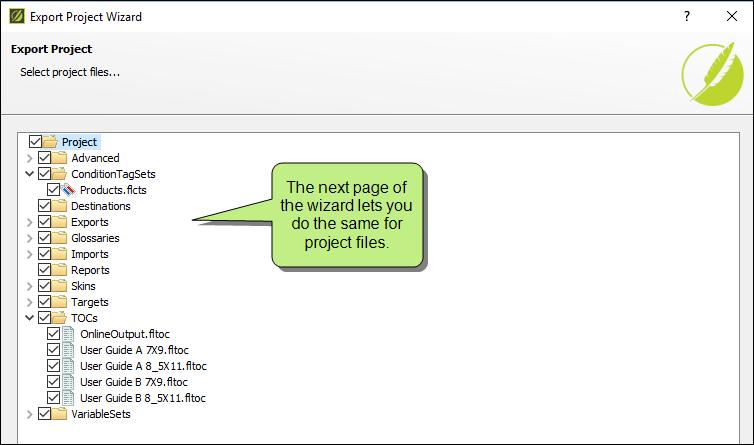 Export Project Wizard
Export Project
Select project files...
Project
Advanced
ConditionTagSets
Products.flcts
Destinations
Exports
Glossaries
Imports
Reports
Skins
Targets
TOCs
OnlineOutput.fltoc
User Guide A 7X9.fltoc
User Guide A 8_5X11.fltoc
User Guide B 7X9.fltoc
User Guide B 8_5X11.fltoc
VariableSets
The next page of
the wizard lets you
do the same for
project files.